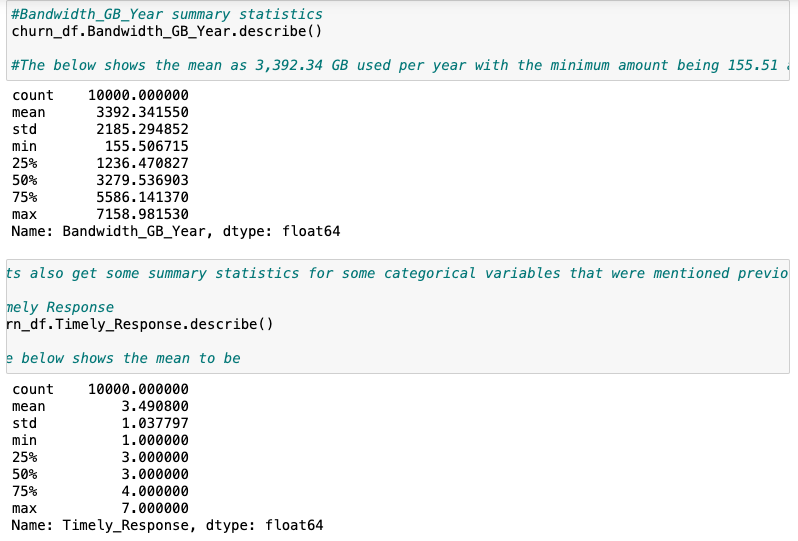 #Bandwidth_GB_Year summary statistics
churn_df.Bandwidth_GB_Year.describe()
#The below shows the mean as 3,392.34 GB used per year with the minimum amount being 155.51
count 10000.000000
mean 3392.341550
std 2185.294852
min 155.506715
25% 1236.470827
50% 3279.536903
75% 5586.141370
max 7158.981530
Name: Bandwidth_GB_Year, dtype: float64
ts also get some summary statistics for some categorical variables that were mentioned previo
mely Response
rn_df.Timely_Response.describe()
e below shows the mean to be
count 10000.000000
mean 3.490800
std 1.037797
min 1.000000
25% 3.000000
50% 3.000000
75% 4.000000
max 7.000000
Name: Timely_Response, dtype: float64